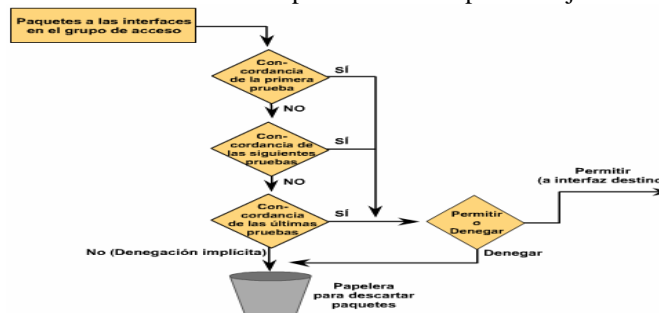 Paquetes a las interfaces
en el grupo de acceso
Con-
cordancia
de la primera
prueba
SÍ
NO
Con-
cordancia de
las siguientes
pruebas
SÍ
NO
Con-
cordancia
de las últimas
pruebas
SÍ
Permitir
o
Denegar
Permitir
(a interfaz destino
Denegar
No (Denegación implícita)
Papelera
para descartar
paquetes